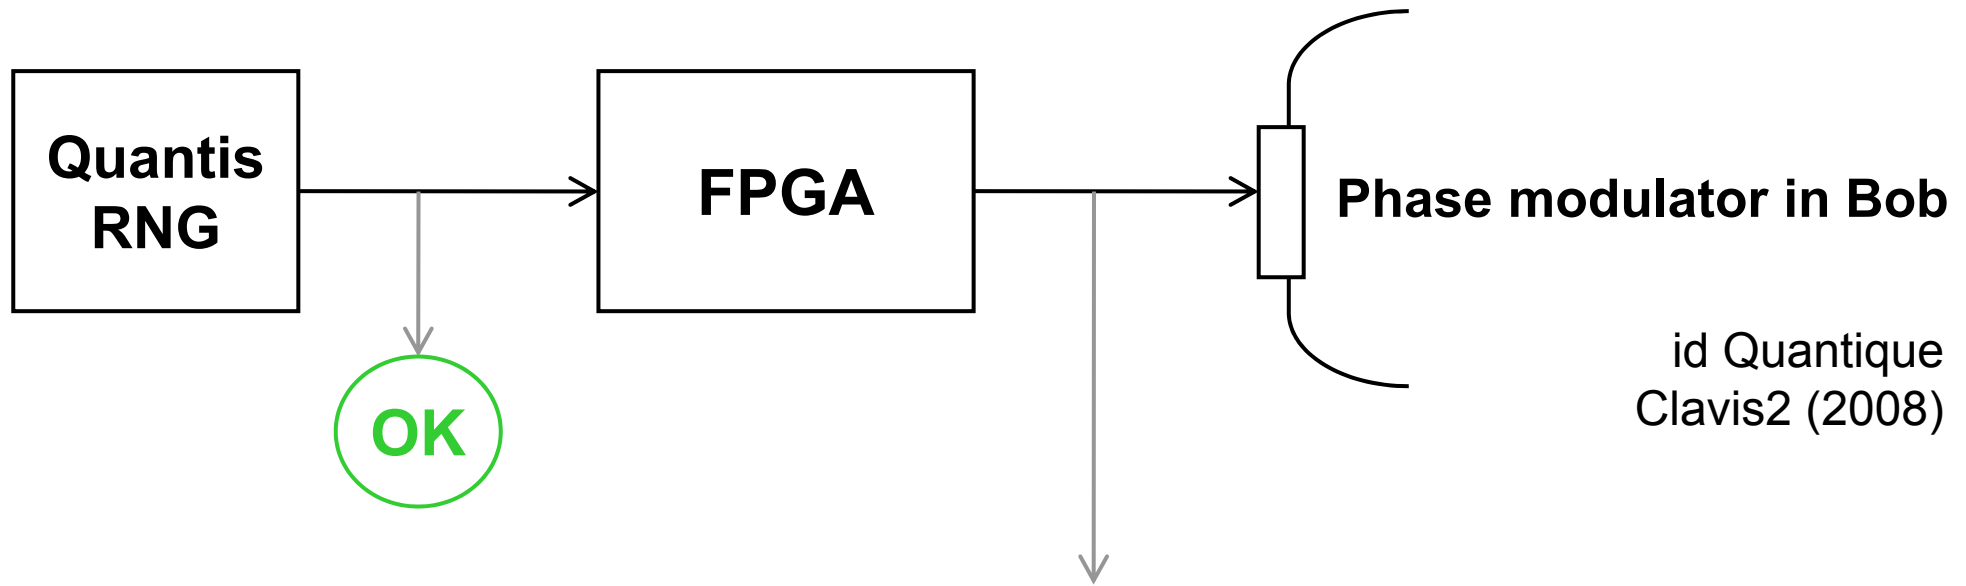 Quantis
RNG
FPGA
Phase modulator in Bob
id Quantique
Clavis2 (2008)
OK